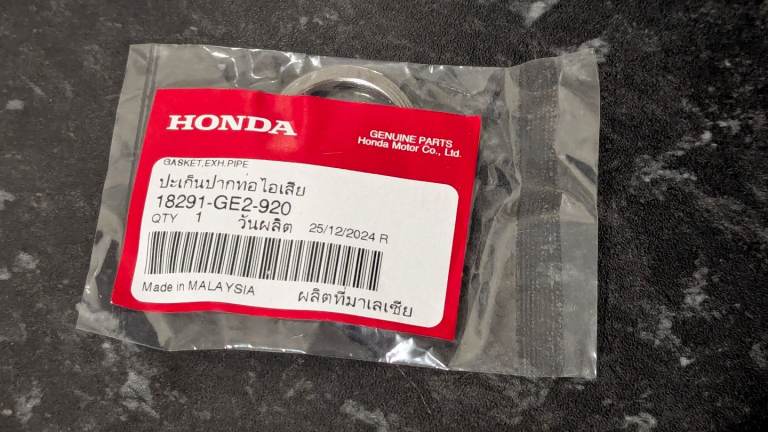 HONDA
GENUINE PARTS
Honda Motor Co., Ltd.
GASKET,EXH.PIPE
ปะเก็นปากท่อไอเสีย
18291-GE2-920
QTY 1 วันผลิต 25/12/2024 R
Made in MALAYSIA ผลิตที่มาเลเซีย